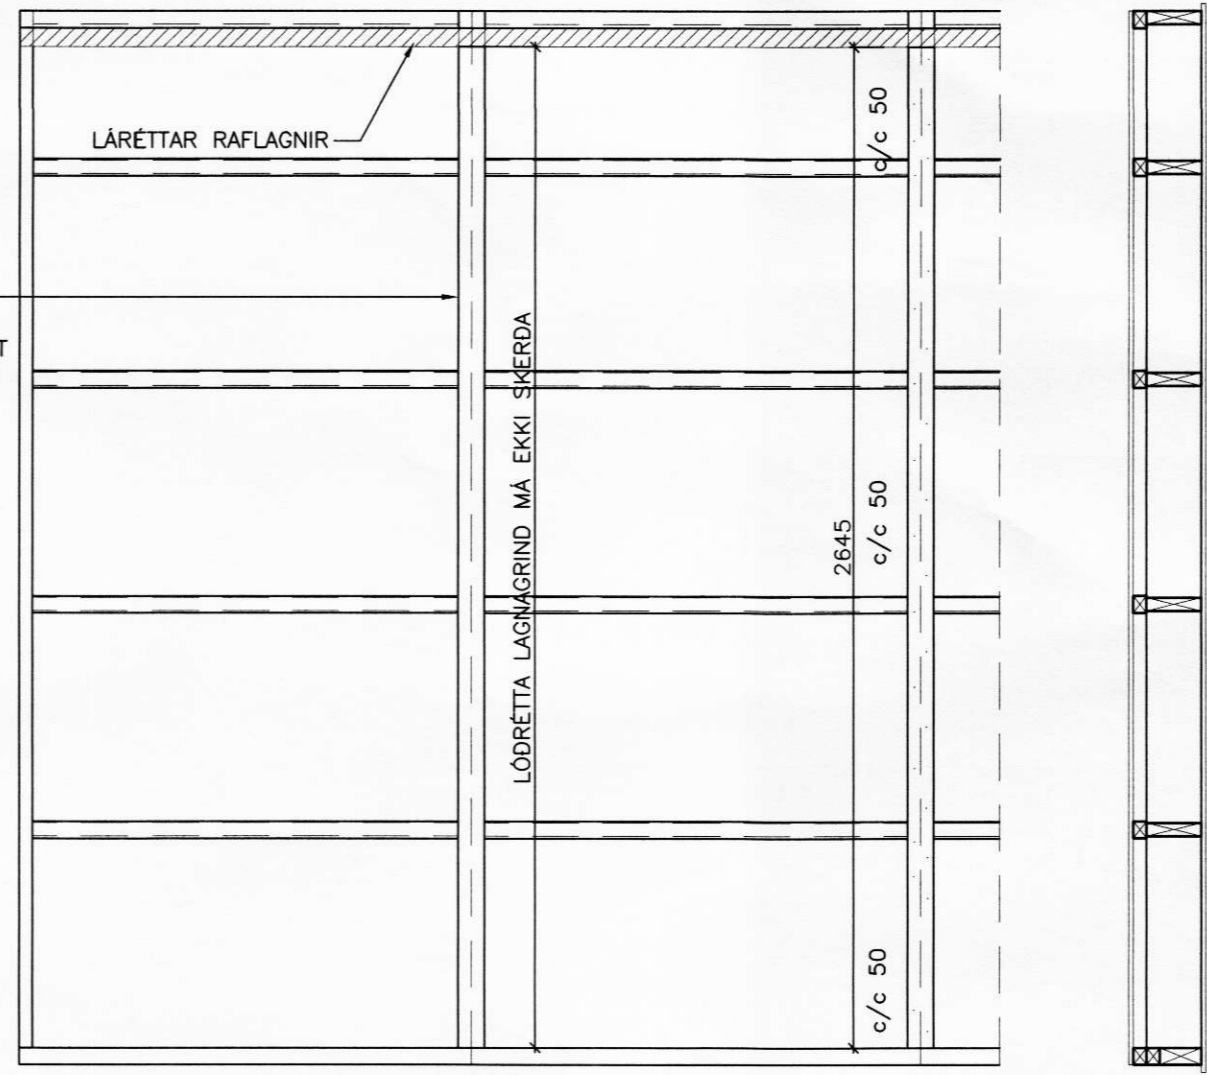 LÁRÉTTAR RAFLAGNIR
T
LÓÐRÉTTA LAGNAGRIND MÁ EKKI SKERÐA
2645
c/c 50
c/c 50
c/c 50